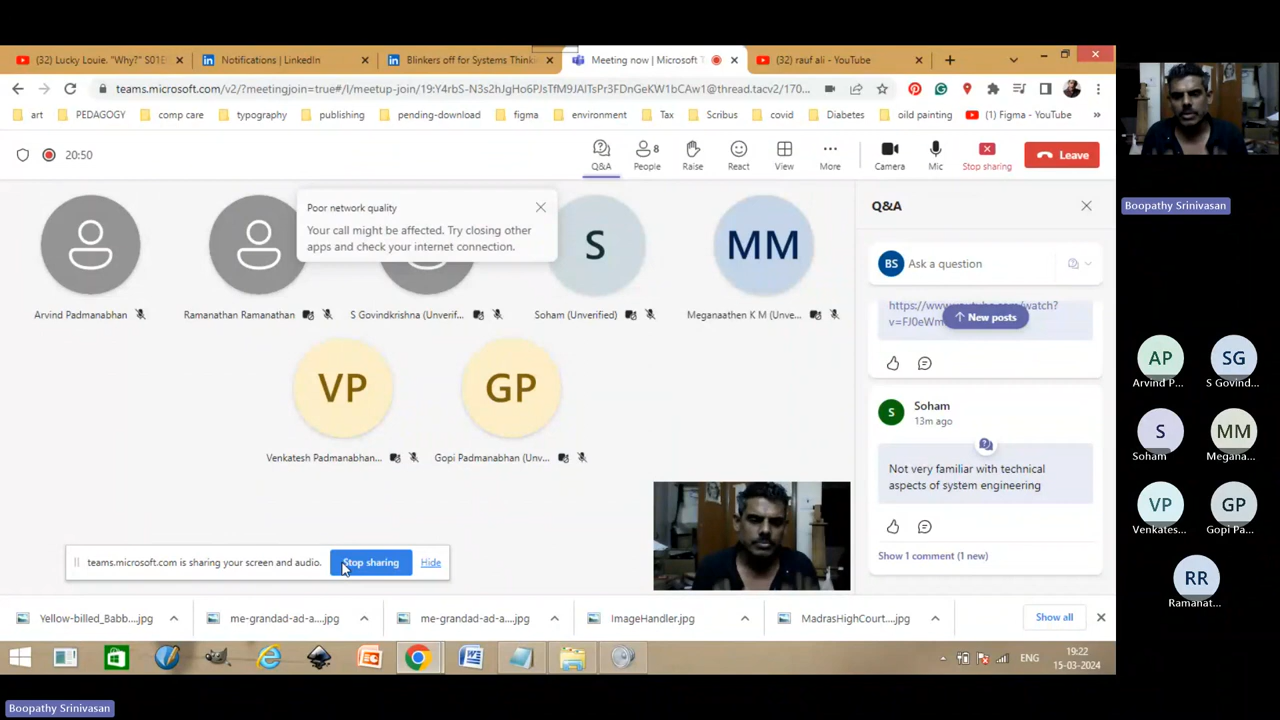 (32) Lucky Louie. "Why?" S01E
Notifications | LinkedIn
Blinkers off for Systems Thinki
Meeting now | Microsoft T
(32) rauf ali - YouTube
teams.microsoft.com/v2/?meetingjoin=true#/l/meetup-join/19:Y4rbS-N3s2hJgHo6PJsTfM9JAlTsPr3FDnGeKW1bCAw1@thread.tacv2/170...
art
PEDAGOGY
comp care
typography
publishing
pending-download
figma
environment
Tax
Scribus
covid
Diabetes
oild painting
(1) Figma - YouTube
20:50
Q&A
8
People
Raise
React
View
More
Camera
Mic
Stop sharing
Leave
Poor network quality
Your call might be affected. Try closing other
apps and check your internet connection.
S
MM
Arvind Padmanabhan
Ramanathan Ramanathan
S Govindkrishna (Unverif...
Soham (Unverified)
Meganaathen K M (Unve...
VP
GP
Venkatesh Padmanabhan...
Gopi Padmanabhan (Unv...
Q&A
BS
Ask a question
https://www.youtube.com/watch?
New posts
S
Soham
13m ago
Not very familiar with technical
aspects of system engineering
Show 1 comment (1 new)
teams.microsoft.com is sharing your screen and audio.
Stop sharing
Hide
Yellow-billed_Babb....jpg
me-grandad-ad-a....jpg
me-grandad-ad-a....jpg
ImageHandler.jpg
MadrasHighCourt....jpg
Show all
ENG
19:22
15-03-2024
Boopathy Srinivasan
AP
SG
Arvind P...
S Govind...
S
MM
Soham
Megana...
VP
GP
Venkates...
Gopi Pa...
RR
Ramanat...
Boopathy Srinivasan